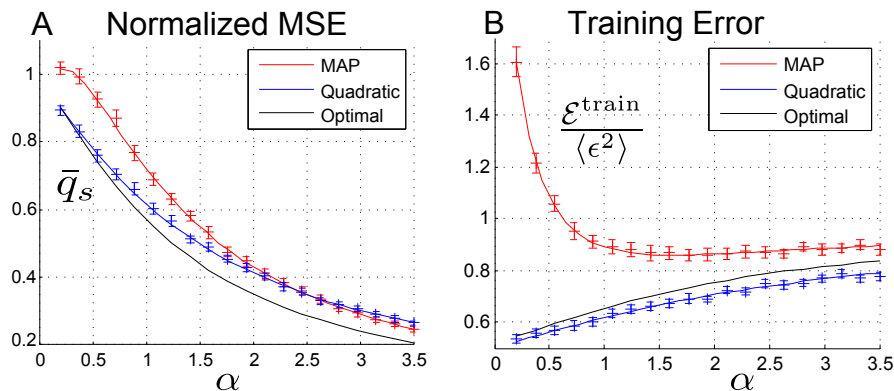 A Normalized MSE
MAP
Quadratic
Optimal
q̄ₛ
1
0.8
0.6
0.4
0.2
0 0.5 1 1.5 2 2.5 3 3.5
α
B Training Error
MAP
Quadratic
Optimal
ℰ^train / ⟨ϵ²⟩
1.6
1.4
1.2
1
0.8
0.6
0 0.5 1 1.5 2 2.5 3 3.5
α